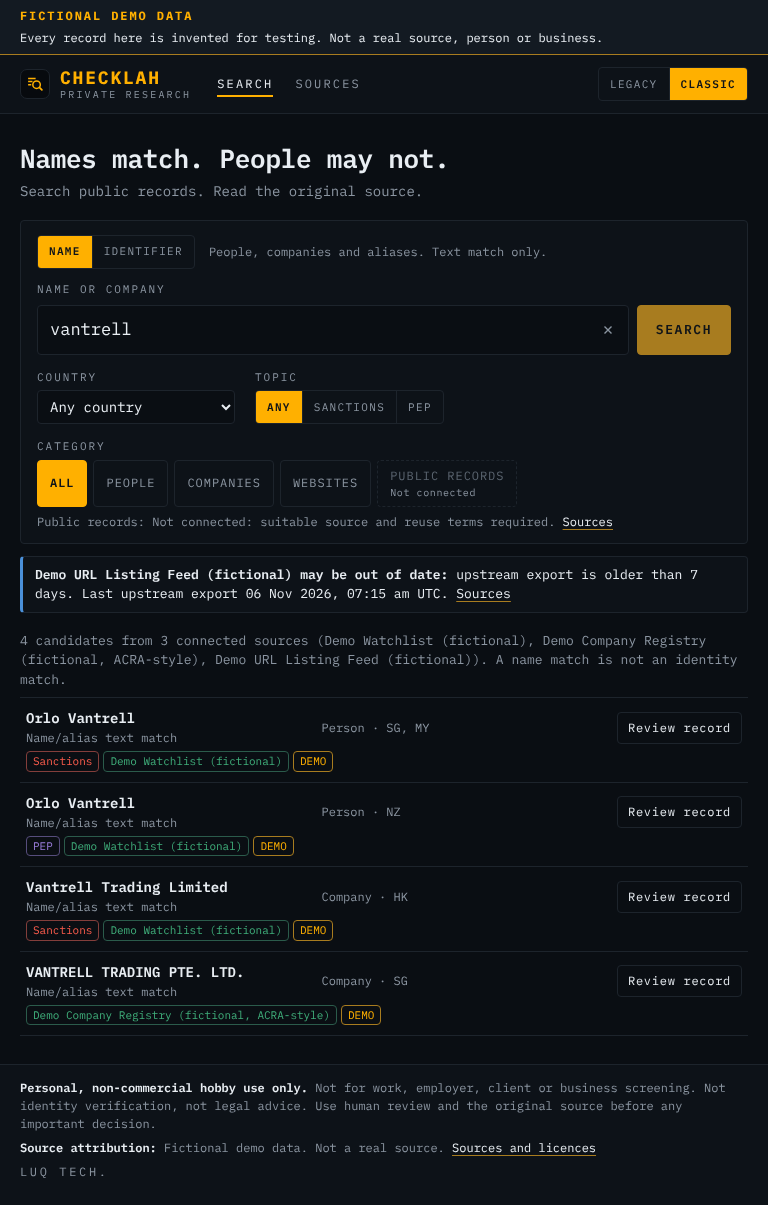 FICTIONAL DEMO DATA
Every record here is invented for testing. Not a real source, person or business.
CHECKLAH
PRIVATE RESEARCH
SEARCH
SOURCES
LEGACY
CLASSIC
Names match. People may not.
Search public records. Read the original source.
NAME
IDENTIFIER
People, companies and aliases. Text match only.
NAME OR COMPANY
vantrell
×
SEARCH
COUNTRY
TOPIC
Any country
ANY
SANCTIONS
PEP
CATEGORY
ALL
PEOPLE
COMPANIES
WEBSITES
PUBLIC RECORDS
Not connected
Public records: Not connected: suitable source and reuse terms required. Sources
Demo URL Listing Feed (fictional) may be out of date: upstream export is older than 7
days. Last upstream export 06 Nov 2026, 07:15 am UTC. Sources
4 candidates from 3 connected sources (Demo Watchlist (fictional), Demo Company Registry
(fictional, ACRA-style), Demo URL Listing Feed (fictional)). A name match is not an identity
match.
Orlo Vantrell
Name/alias text match
Person · SG, MY
Review record
Sanctions
Demo Watchlist (fictional)
DEMO
Orlo Vantrell
Name/alias text match
Person · NZ
Review record
PEP
Demo Watchlist (fictional)
DEMO
Vantrell Trading Limited
Name/alias text match
Company · HK
Review record
Sanctions
Demo Watchlist (fictional)
DEMO
VANTRELL TRADING PTE. LTD.
Name/alias text match
Company · SG
Review record
Demo Company Registry (fictional, ACRA-style)
DEMO
Personal, non-commercial hobby use only. Not for work, employer, client or business screening. Not
identity verification, not legal advice. Use human review and the original source before any
important decision.
Source attribution: Fictional demo data. Not a real source. Sources and licences
LUQ TECH.